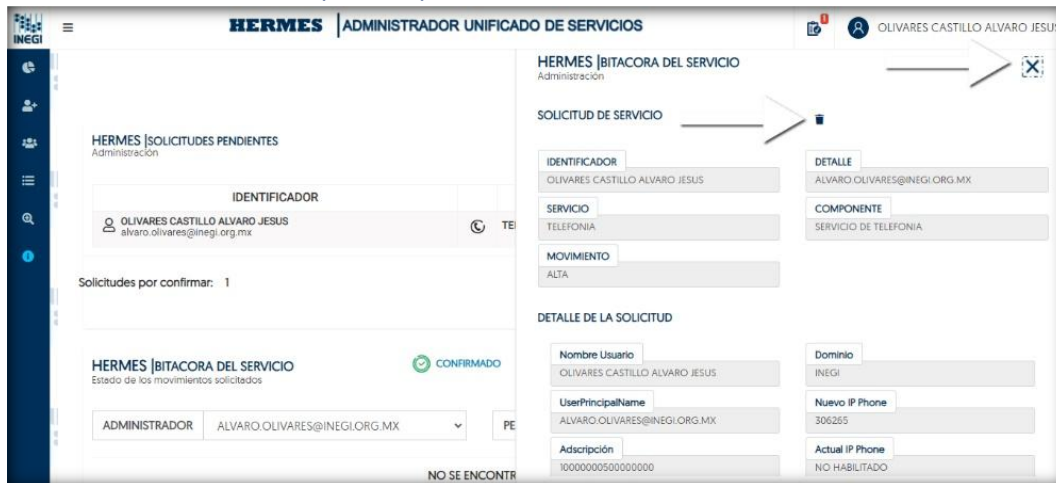 INEGI
HERMES | ADMINISTRADOR UNIFICADO DE SERVICIOS
1
OLIVARES CASTILLO ALVARO JESUS
HERMES |SOLICITUDES PENDIENTES
Administración
IDENTIFICADOR
OLIVARES CASTILLO ALVARO JESUS
alvaro.olivares@inegi.org.mx
TE
Solicitudes por confirmar: 1
HERMES |BITACORA DEL SERVICIO
Estado de los movimientos solicitados
CONFIRMADO
ADMINISTRADOR ALVARO.OLIVARES@INEGI.ORG.MX PE
NO SE ENCONTR
HERMES |BITACORA DEL SERVICIO
Administración
SOLICITUD DE SERVICIO
IDENTIFICADOR
OLIVARES CASTILLO ALVARO JESUS
DETALLE
ALVARO.OLIVARES@INEGI.ORG.MX
SERVICIO
TELEFONIA
COMPONENTE
SERVICIO DE TELEFONIA
MOVIMIENTO
ALTA
DETALLE DE LA SOLICITUD
Nombre Usuario
OLIVARES CASTILLO ALVARO JESUS
Dominio
INEGI
UserPrincipalName
ALVARO.OLIVARES@INEGI.ORG.MX
Nuevo IP Phone
306265
Adscripción
10000000500000000
Actual IP Phone
NO HABILITADO